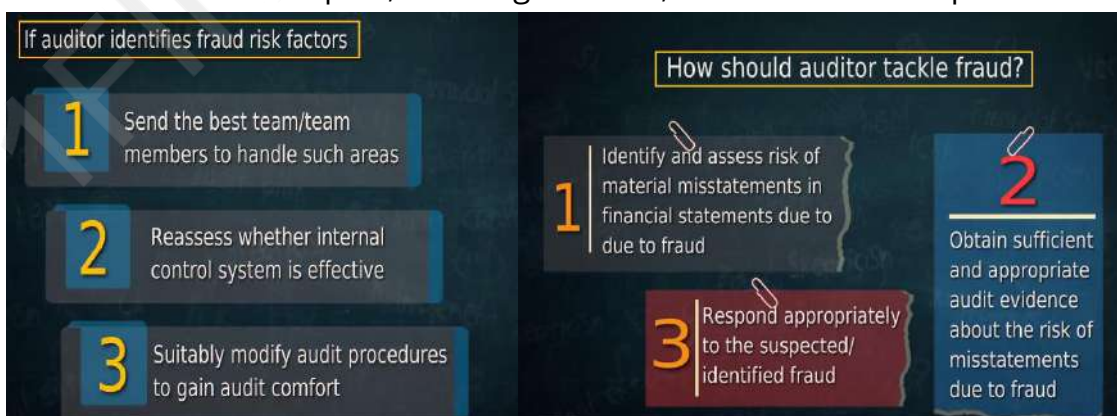 If auditor identifies fraud risk factors
1
Send the best team/team
members to handle such areas
2
Reassess whether internal
control system is effective
3
Suitably modify audit procedures
to gain audit comfort
How should auditor tackle fraud?
1
Identify and assess risk of
material misstatements in
financial statements due to
due to fraud
2
Obtain sufficient
and appropriate
audit evidence
about the risk of
misstatements
due to fraud
3
Respond appropriately
to the suspected/
identified fraud